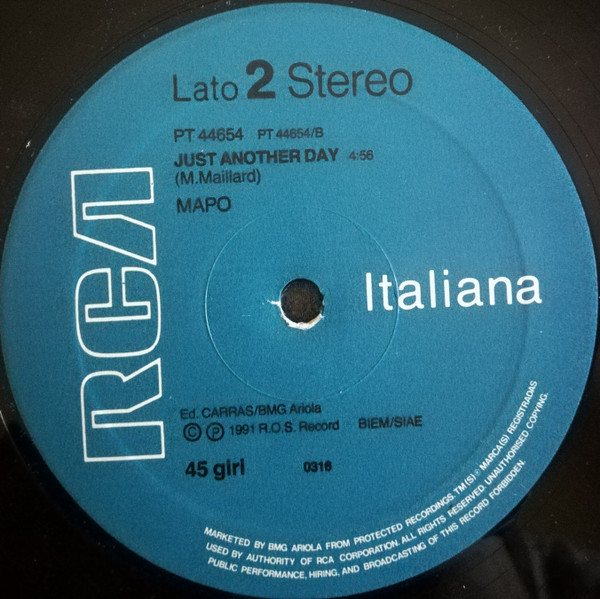 Lato 2 Stereo
PT 44654 PT 44654/B
JUST ANOTHER DAY 4:56
(M.Maillard)
MAPO
RCA
Italiana
Ed. CARRAS/BMG Ariola
© ℗ 1991 R.O.S. Record BIEM/SIAE
45 giri 0316
MARKETED BY BMG ARIOLA FROM PROTECTED RECORDINGS. TM(S)® MARCA(S) REGISTRADAS
USED BY AUTHORITY OF RCA CORPORATION. ALL RIGHTS RESERVED. UNAUTHORISED COPYING,
PUBLIC PERFORMANCE, HIRING, AND BROADCASTING OF THIS RECORD FORBIDDEN.